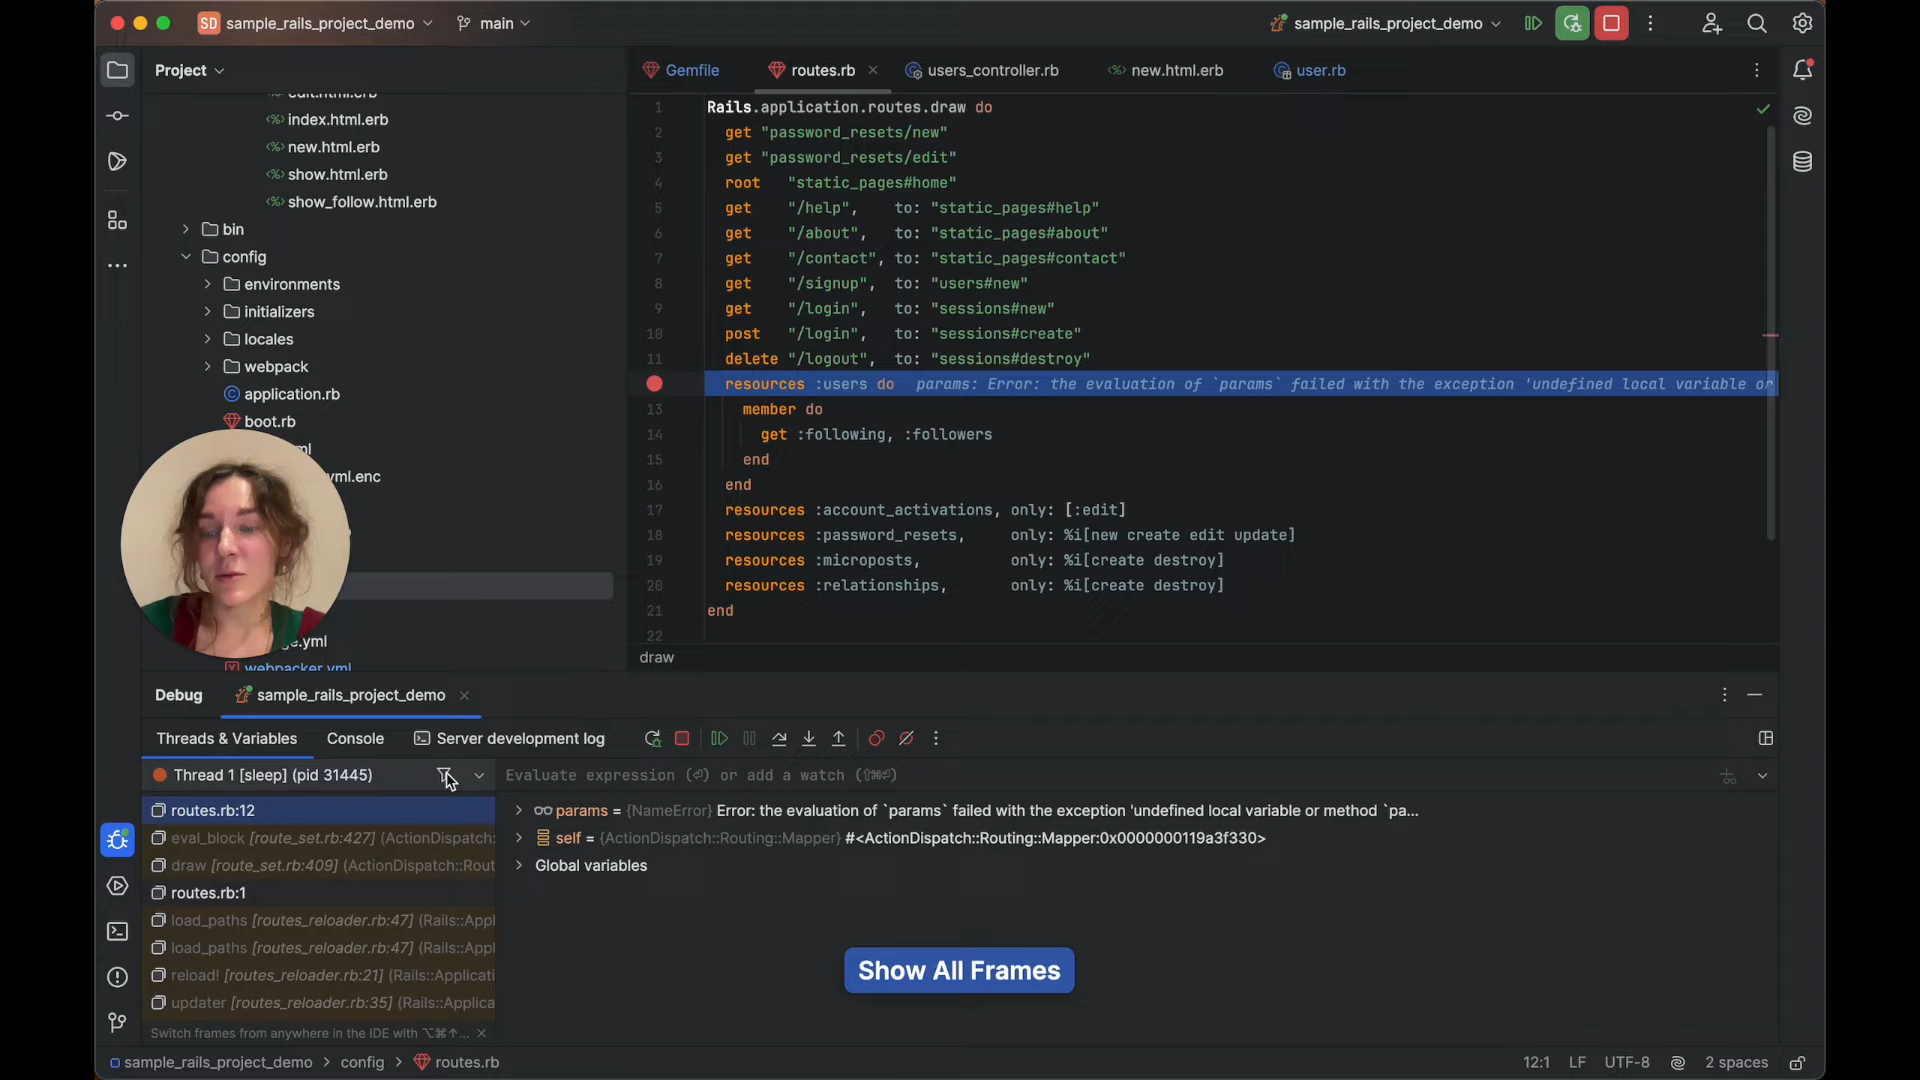 SD sample_rails_project_demo main sample_rails_project_demo
Project
edit.html.erb
index.html.erb
new.html.erb
show.html.erb
show_follow.html.erb
bin
config
environments
initializers
locales
webpack
application.rb
boot.rb
ml
yml.enc
ge.yml
webpacker.yml
Gemfile routes.rb users_controller.rb new.html.erb user.rb
1 Rails.application.routes.draw do
2 get "password_resets/new"
3 get "password_resets/edit"
4 root "static_pages#home"
5 get "/help", to: "static_pages#help"
6 get "/about", to: "static_pages#about"
7 get "/contact", to: "static_pages#contact"
8 get "/signup", to: "users#new"
9 get "/login", to: "sessions#new"
10 post "/login", to: "sessions#create"
11 delete "/logout", to: "sessions#destroy"
resources :users do params: Error: the evaluation of `params` failed with the exception 'undefined local variable or
13 member do
14 get :following, :followers
15 end
16 end
17 resources :account_activations, only: [:edit]
18 resources :password_resets, only: %i[new create edit update]
19 resources :microposts, only: %i[create destroy]
20 resources :relationships, only: %i[create destroy]
21 end
22
draw
Debug sample_rails_project_demo
Threads & Variables Console Server development log
Thread 1 [sleep] (pid 31445)
routes.rb:12
eval_block [route_set.rb:427] (ActionDispatch:
draw [route_set.rb:409] (ActionDispatch::Rout
routes.rb:1
load_paths [routes_reloader.rb:47] (Rails::Appl
load_paths [routes_reloader.rb:47] (Rails::Appl
reload! [routes_reloader.rb:21] (Rails::Applicati
updater [routes_reloader.rb:35] (Rails::Applica
Switch frames from anywhere in the IDE with ⌥⌘↑...
Evaluate expression (⏎) or add a watch (⇧⌘⏎)
params = {NameError} Error: the evaluation of `params` failed with the exception 'undefined local variable or method `pa...
self = {ActionDispatch::Routing::Mapper} #<ActionDispatch::Routing::Mapper:0x0000000119a3f330>
Global variables
Show All Frames
sample_rails_project_demo > config > routes.rb
12:1 LF UTF-8 2 spaces